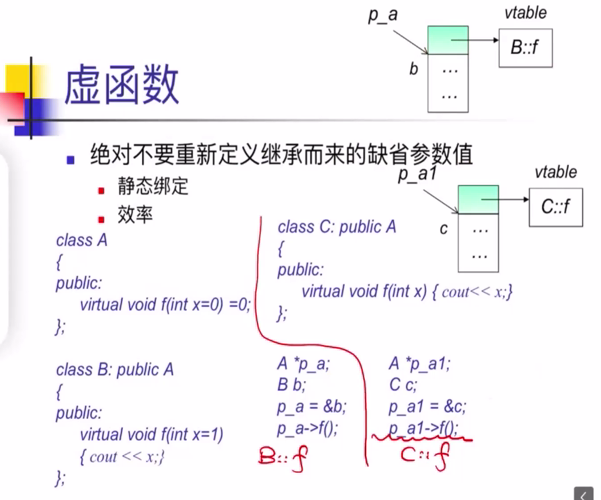 p_a
vtable
B::f
b
...
...
虚函数
绝对不要重新定义继承而来的缺省参数值
静态绑定
效率
p_a1
vtable
C::f
c
...
...
class A
{
public:
virtual void f(int x=0) =0;
};
class C: public A
{
public:
virtual void f(int x) { cout<< x;}
};
class B: public A
{
public:
virtual void f(int x=1)
{ cout << x;}
};
A *p_a;
B b;
p_a = &b;
p_a->f();
B::f
A *p_a1;
C c;
p_a1 = &c;
p_a1->f();
C::f